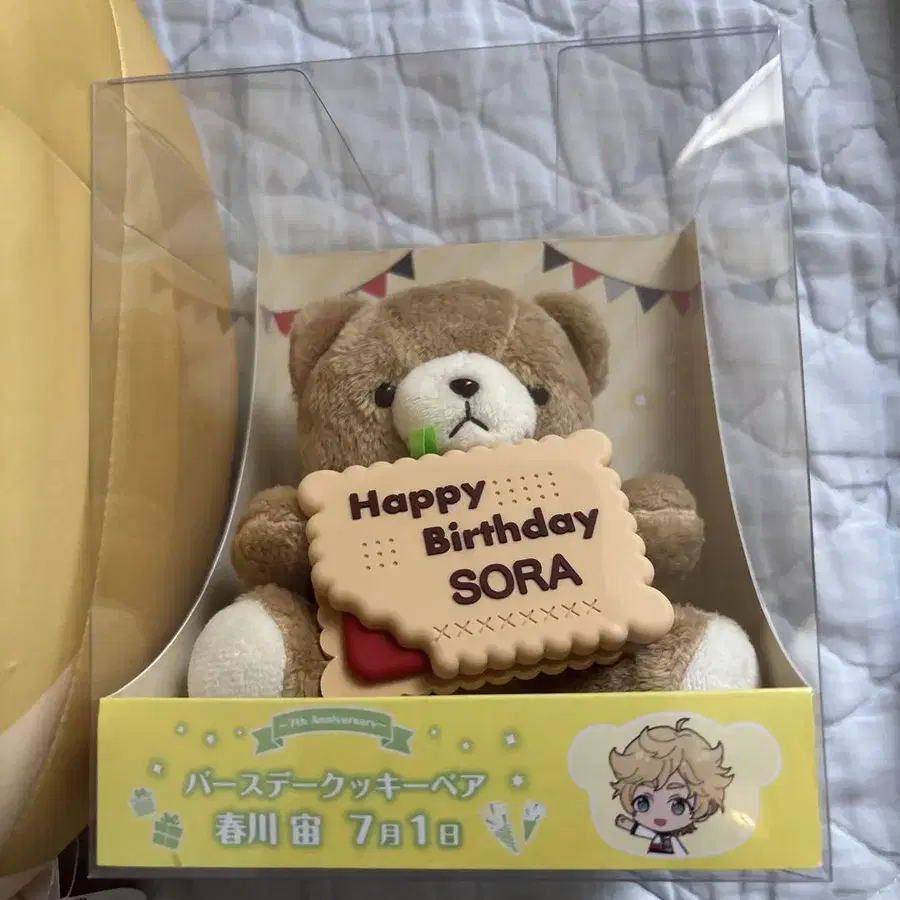 Happy
Birthday
SORA
~7th Anniversary~
バースデークッキーベア
春川 宙 7月1日